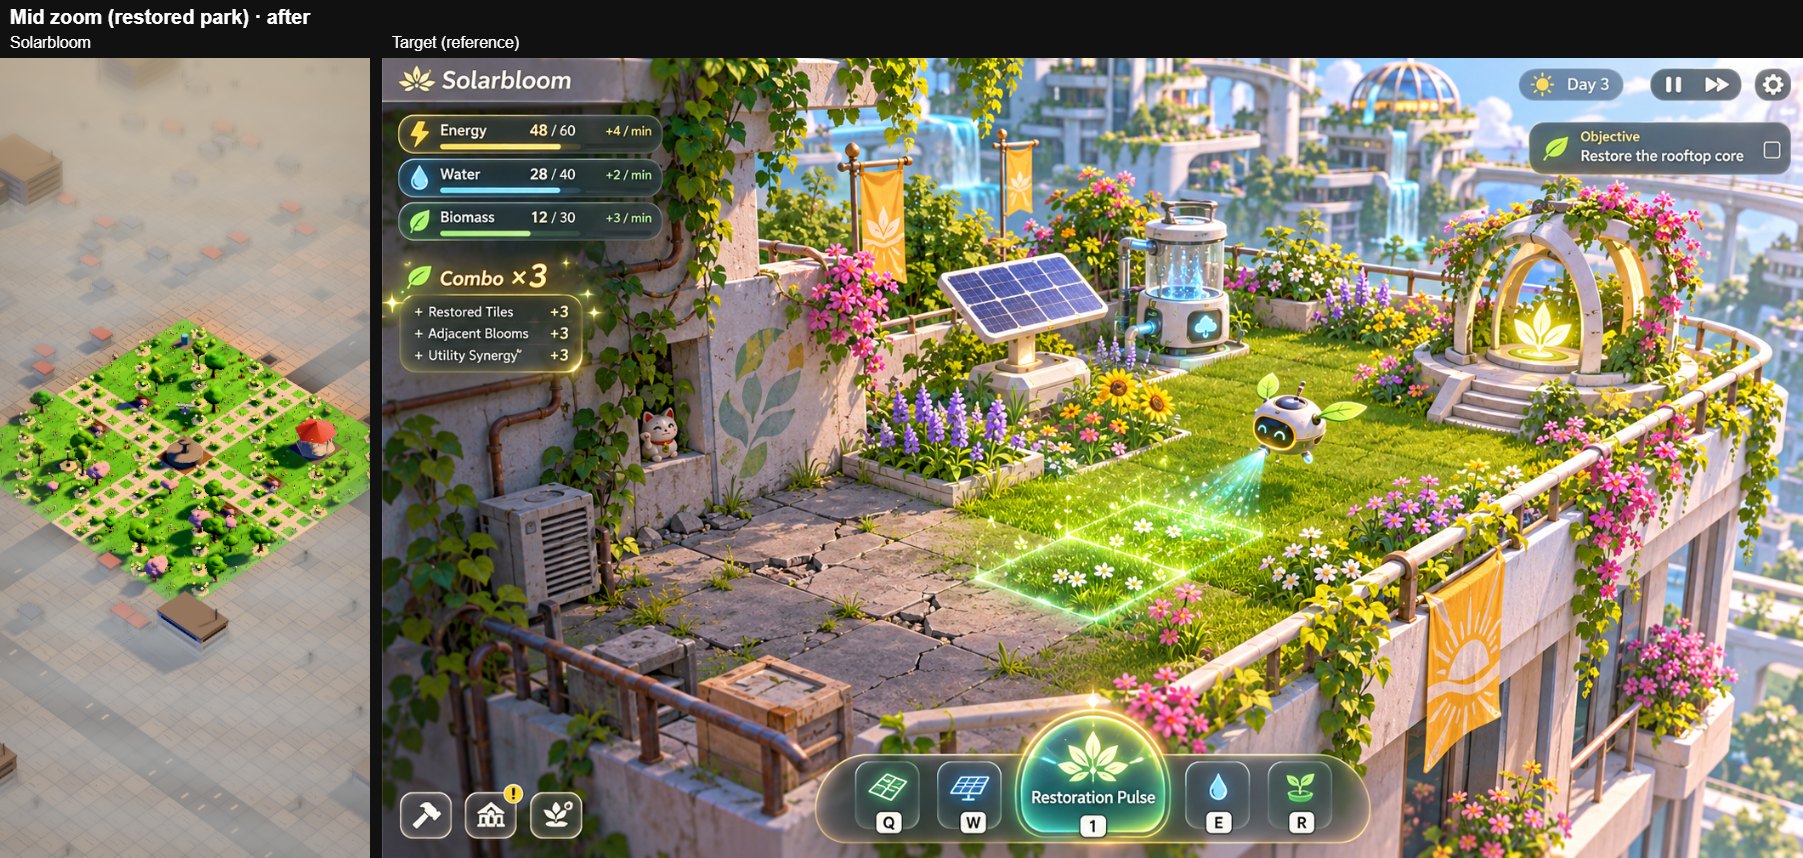 Mid zoom (restored park) · after
Solarbloom
Target (reference)
Solarbloom
Day 3
Energy 48 / 60 +4 / min
Objective
Restore the rooftop core
Water 28 / 40 +2 / min
Biomass 12 / 30 +3 / min
Combo ×3
+ Restored Tiles +3
+ Adjacent Blooms +3
+ Utility Synergy +3
!
Restoration Pulse
Q W 1 E R